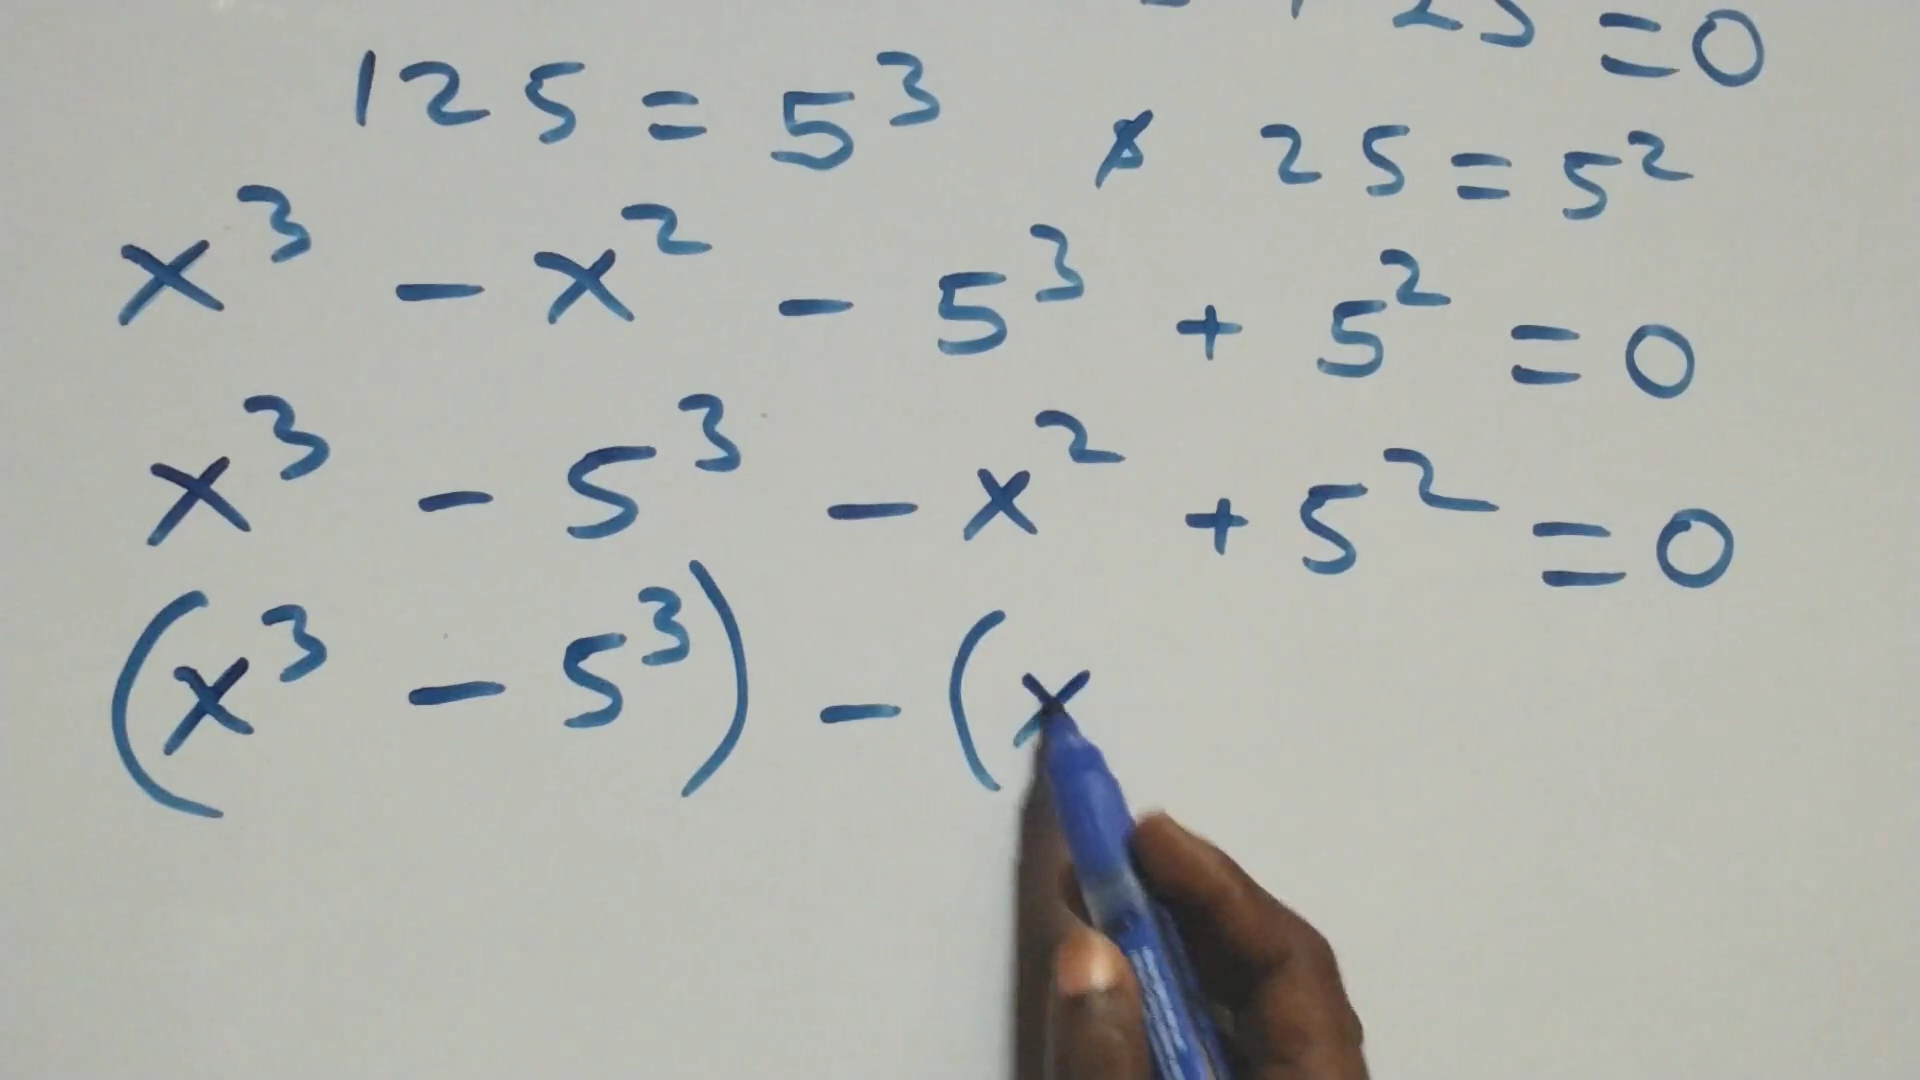 + 25 = 0
125 = 5³ & 25 = 5²
x³ - x² - 5³ + 5² = 0
x³ - 5³ - x² + 5² = 0
(x³ - 5³) - (x